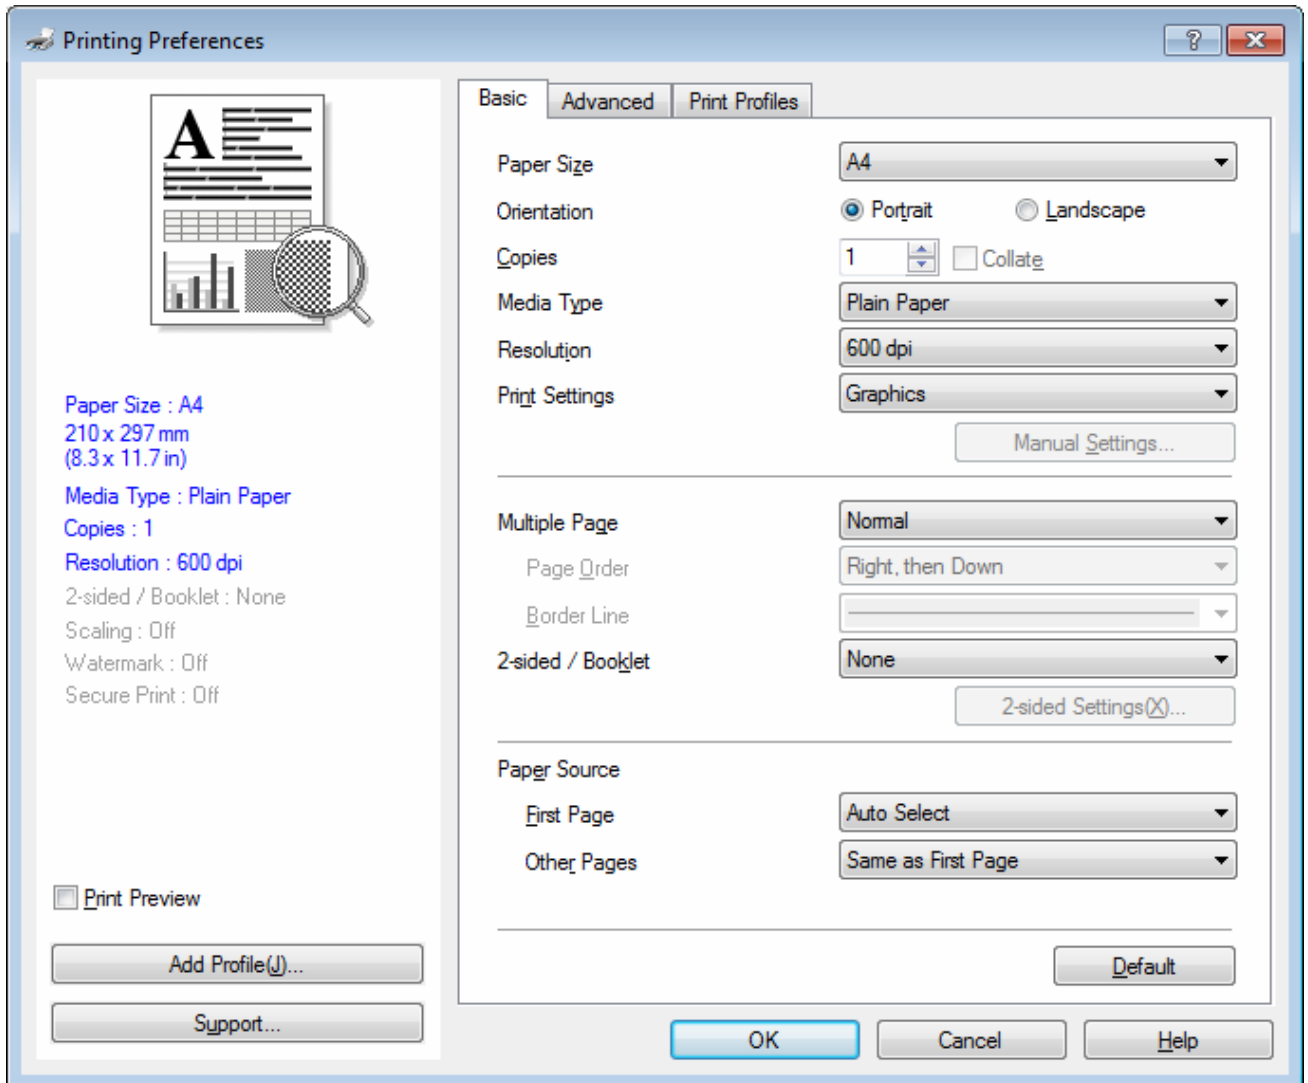 Printing Preferences
A
Paper Size : A4
210 x 297 mm
(8.3 x 11.7 in)
Media Type : Plain Paper
Copies : 1
Resolution : 600 dpi
2-sided / Booklet : None
Scaling : Off
Watermark : Off
Secure Print : Off
Print Preview
Add Profile(J)...
Support...
Basic Advanced Print Profiles
Paper Size A4
Orientation Portrait Landscape
Copies 1 Collate
Media Type Plain Paper
Resolution 600 dpi
Print Settings Graphics
Manual Settings...
Multiple Page Normal
Page Order Right, then Down
Border Line
2-sided / Booklet None
2-sided Settings(X)...
Paper Source
First Page Auto Select
Other Pages Same as First Page
Default
OK Cancel Help